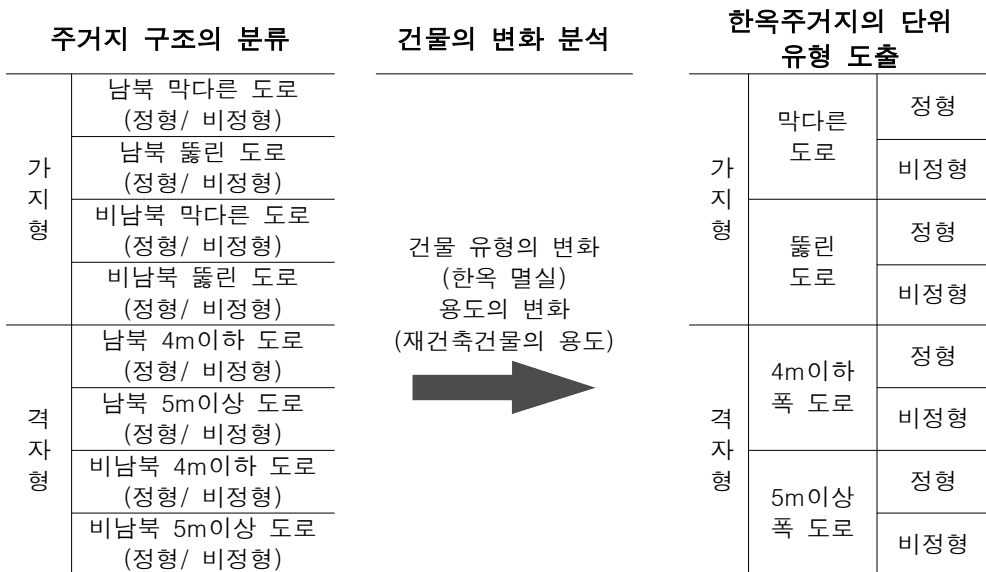 주거지 구조의 분류
가
지
형
남북 막다른 도로
(정형/ 비정형)
남북 뚫린 도로
(정형/ 비정형)
비남북 막다른 도로
(정형/ 비정형)
비남북 뚫린 도로
(정형/ 비정형)
격
자
형
남북 4m이하 도로
(정형/ 비정형)
남북 5m이상 도로
(정형/ 비정형)
비남북 4m이하 도로
(정형/ 비정형)
비남북 5m이상 도로
(정형/ 비정형)
건물의 변화 분석
건물 유형의 변화
(한옥 멸실)
용도의 변화
(재건축건물의 용도)
한옥주거지의 단위
유형 도출
가
지
형
막다른
도로
정형
비정형
뚫린
도로
정형
비정형
격
자
형
4m이하
폭 도로
정형
비정형
5m이상
폭 도로
정형
비정형